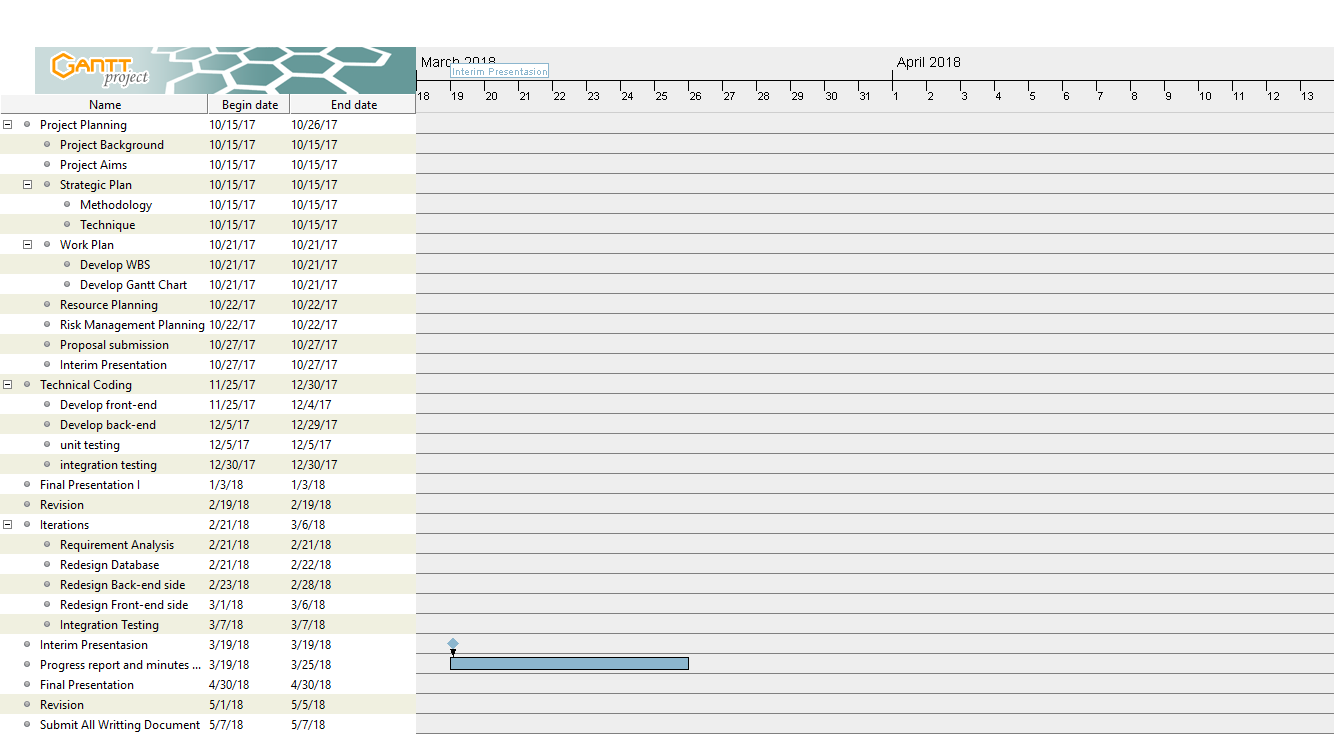 GANTT
project
March 2018
April 2018
Interim Presentasion
18 19 20 21 22 23 24 25 26 27 28 29 30 31 1 2 3 4 5 6 7 8 9 10 11 12 13
Name Begin date End date
Project Planning 10/15/17 10/26/17
Project Background 10/15/17 10/15/17
Project Aims 10/15/17 10/15/17
Strategic Plan 10/15/17 10/15/17
Methodology 10/15/17 10/15/17
Technique 10/15/17 10/15/17
Work Plan 10/21/17 10/21/17
Develop WBS 10/21/17 10/21/17
Develop Gantt Chart 10/21/17 10/21/17
Resource Planning 10/22/17 10/22/17
Risk Management Planning 10/22/17 10/22/17
Proposal submission 10/27/17 10/27/17
Interim Presentation 10/27/17 10/27/17
Technical Coding 11/25/17 12/30/17
Develop front-end 11/25/17 12/4/17
Develop back-end 12/5/17 12/29/17
unit testing 12/5/17 12/5/17
integration testing 12/30/17 12/30/17
Final Presentation I 1/3/18 1/3/18
Revision 2/19/18 2/19/18
Iterations 2/21/18 3/6/18
Requirement Analysis 2/21/18 2/21/18
Redesign Database 2/21/18 2/22/18
Redesign Back-end side 2/23/18 2/28/18
Redesign Front-end side 3/1/18 3/6/18
Integration Testing 3/7/18 3/7/18
Interim Presentasion 3/19/18 3/19/18
Progress report and minutes ... 3/19/18 3/25/18
Final Presentation 4/30/18 4/30/18
Revision 5/1/18 5/5/18
Submit All Writting Document 5/7/18 5/7/18